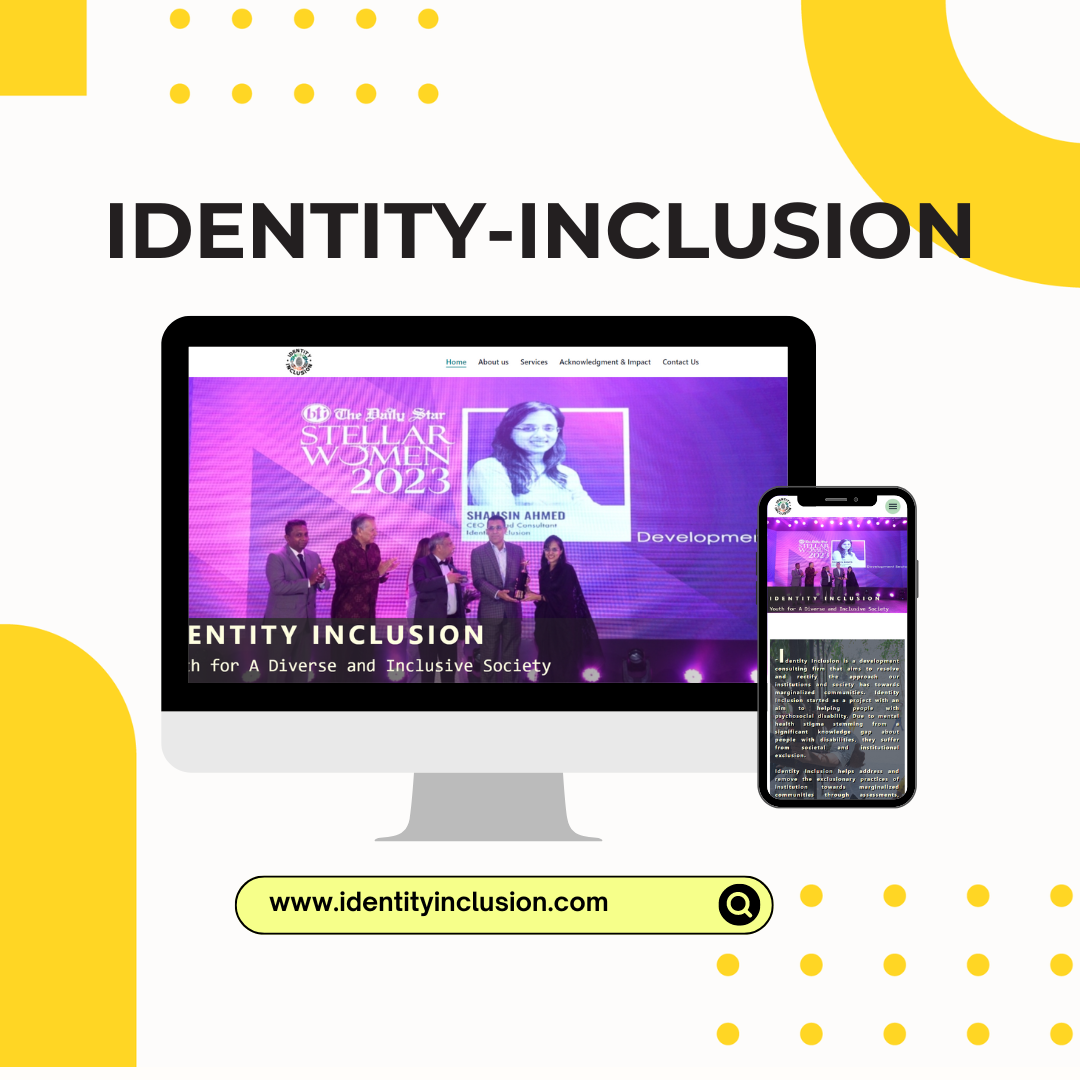 IDENTITY-INCLUSION
IDENTITY
INCLUSION
Home About us Services Acknowledgment & Impact Contact Us
The Daily Star
STELLAR
WOMEN
2023
SHAMSIN AHMED
CEO Consultant
Developmen
ENTITY INCLUSION
h for A Diverse and Inclusive Society
STELLAR
WOMEN
2023
IDENTITY INCLUSION
Youth for A Diverse and Inclusive Society
Identity Inclusion is a development
consulting firm that aims to resolve
and rectify the approach our
institutions and society has towards
marginalized communities. Identity
Inclusion started as a project with an
aim to helping people with
psychosocial disability. Due to mental
health stigma stemming from a
significant knowledge gap about
people with disabilities, they suffer
from societal and institutional
exclusion.
Identity Inclusion helps address and
remove the exclusionary practices of
institution towards marginalized
communities through assessments,
www.identityinclusion.com